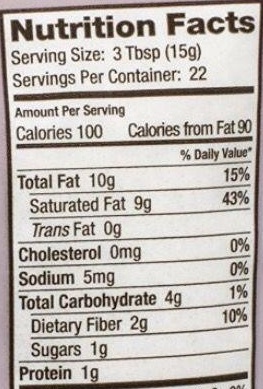 Nutrition Facts
Serving Size: 3 Tbsp (15g)
Servings Per Container: 22
Amount Per Serving
Calories 100 Calories from Fat 90
% Daily Value*
Total Fat 10g 15%
Saturated Fat 9g 43%
Trans Fat 0g
Cholesterol 0mg 0%
Sodium 5mg 0%
Total Carbohydrate 4g 1%
Dietary Fiber 2g 10%
Sugars 1g
Protein 1g